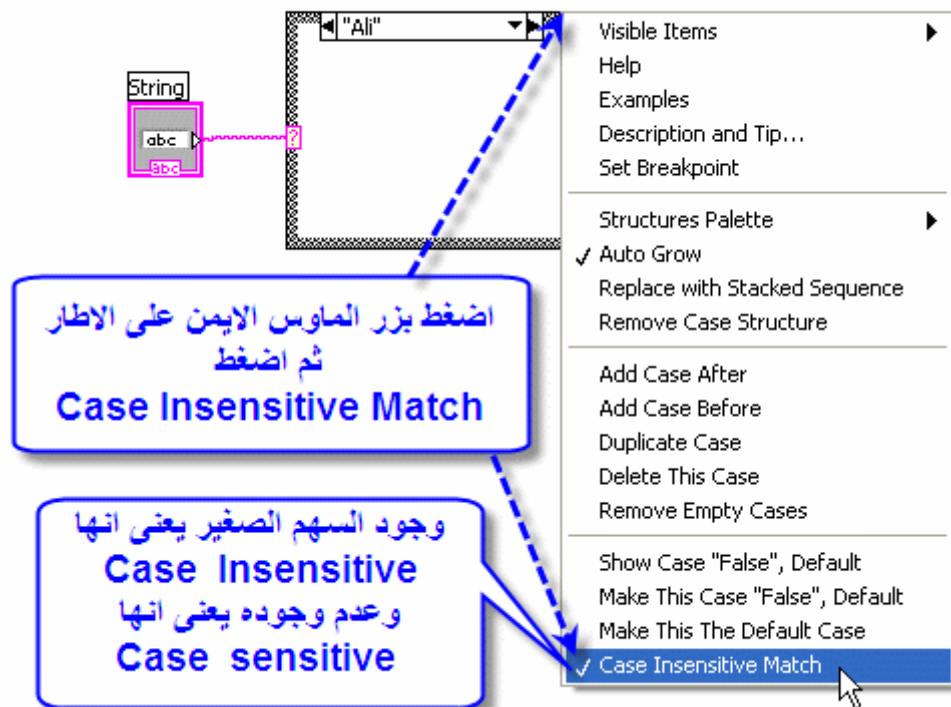 "Ali"
String
abc
abc
?
Visible Items
Help
Examples
Description and Tip...
Set Breakpoint
Structures Palette
Auto Grow
Replace with Stacked Sequence
Remove Case Structure
Add Case After
Add Case Before
Duplicate Case
Delete This Case
Remove Empty Cases
Show Case "False", Default
Make This Case "False", Default
Make This The Default Case
Case Insensitive Match
اضغط بزر الماوس الايمن على الاطار
ثم اضغط
Case Insensitive Match
وجود السهم الصغير يعنى انها
Case Insensitive
وعدم وجوده يعنى انها
Case sensitive